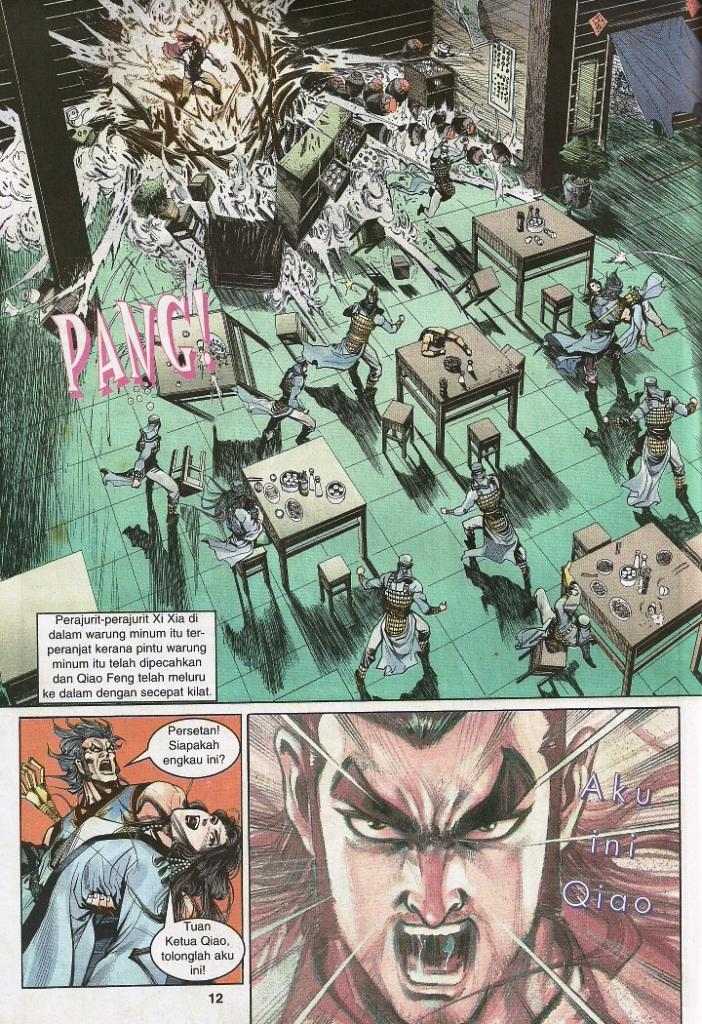 PANG!
Perajurit-perajurit Xi Xia di
dalam warung minum itu ter-
peranjat kerana pintu warung
minum itu telah dipecahkan
dan Qiao Feng telah meluru
ke dalam dengan secepat kilat.
Persetan!
Siapakah
engkau ini?
Tuan
Ketua Qiao,
tolonglah aku
ini!
Aku
ini
Qiao
12